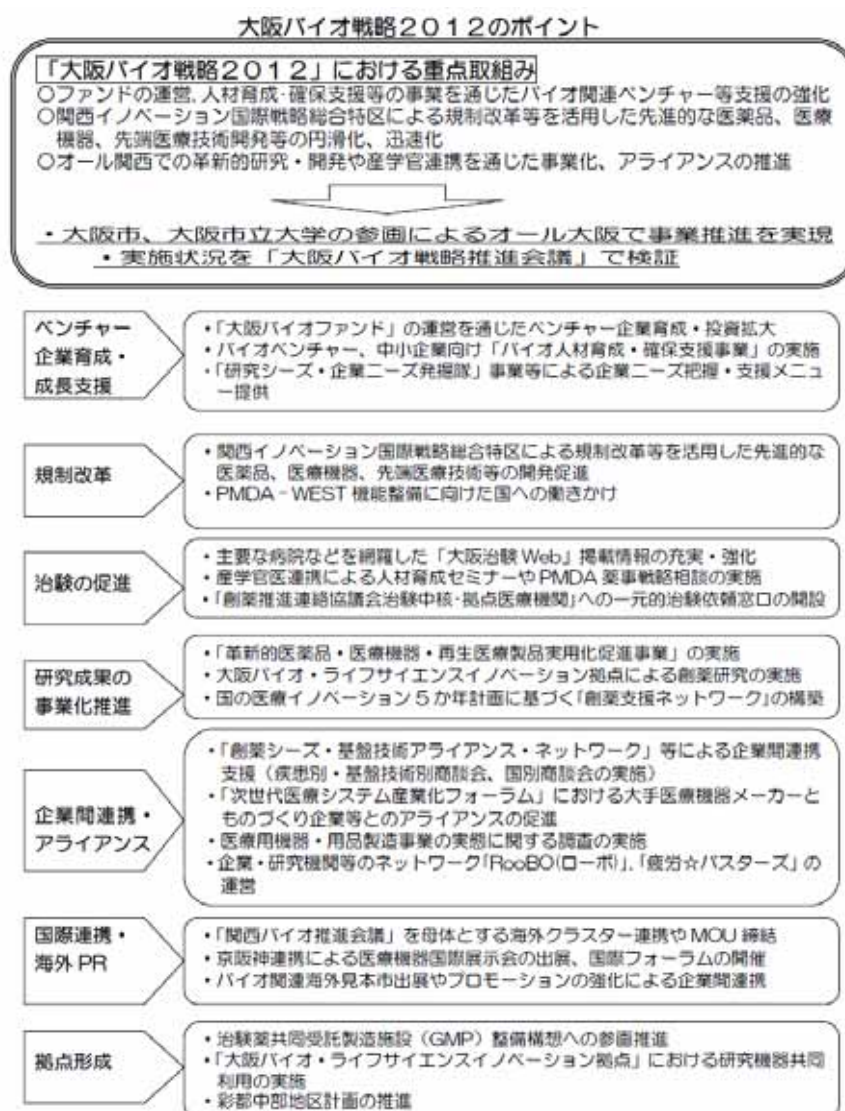 大阪バイオ戦略２０１２のポイント
「大阪バイオ戦略２０１２」における重点取組み
○ファンドの運営、人材育成・確保支援等の事業を通じたバイオ関連ベンチャー等支援の強化
○関西イノベーション国際戦略総合特区による規制改革等を活用した先進的な医薬品、医療
機器、先端医療技術開発等の円滑化、迅速化
○オール関西での革新的研究・開発や産学官連携を通じた事業化、アライアンスの推進
・大阪市、大阪市立大学の参画によるオール大阪で事業推進を実現
・実施状況を「大阪バイオ戦略推進会議」で検証
ベンチャー
企業育成・
成長支援
・「大阪バイオファンド」の運営を通じたベンチャー企業育成・投資拡大
・バイオベンチャー、中小企業向け「バイオ人材育成・確保支援事業」の実施
・「研究シーズ・企業ニーズ発掘隊」事業等による企業ニーズ把握・支援メニュ
ー提供
規制改革
・関西イノベーション国際戦略総合特区による規制改革等を活用した先進的な
医薬品、医療機器、先端医療技術等の開発促進
・PMDA－WEST 機能整備に向けた国への働きかけ
治験の促進
・主要な病院などを網羅した「大阪治験 Web」掲載情報の充実・強化
・産学官医連携による人材育成セミナーや PMDA 薬事戦略相談の実施
・「創薬推進連絡協議会治験中核・拠点医療機関」への一元的治験依頼窓口の開設
研究成果の
事業化推進
・「革新的医薬品・医療機器・再生医療製品実用化促進事業」の実施
・大阪バイオ・ライフサイエンスイノベーション拠点による創薬研究の実施
・国の医療イノベーション５か年計画に基づく「創薬支援ネットワーク」の構築
企業間連携・
アライアンス
・「創薬シーズ・基盤技術アライアンス・ネットワーク」等による企業間連携
支援（疾患別・基盤技術別商談会、国別商談会の実施）
・「次世代医療システム産業化フォーラム」における大手医療機器メーカーと
ものづくり企業等とのアライアンスの促進
・医療用機器・用品製造事業の実態に関する調査の実施
・企業・研究機関等のネットワーク「RooBO(ローボ)」、「疲労☆バスターズ」の
運営
国際連携・
海外 PR
・「関西バイオ推進会議」を母体とする海外クラスター連携や MOU 締結
・京阪神連携による医療機器国際展示会の出展、国際フォーラムの開催
・バイオ関連海外見本市出展やプロモーションの強化による企業間連携
拠点形成
・治験薬共同受託製造施設（GMP）整備構想への参画推進
・「大阪バイオ・ライフサイエンスイノベーション拠点」における研究機器共同
利用の実施
・彩都中部地区計画の推進